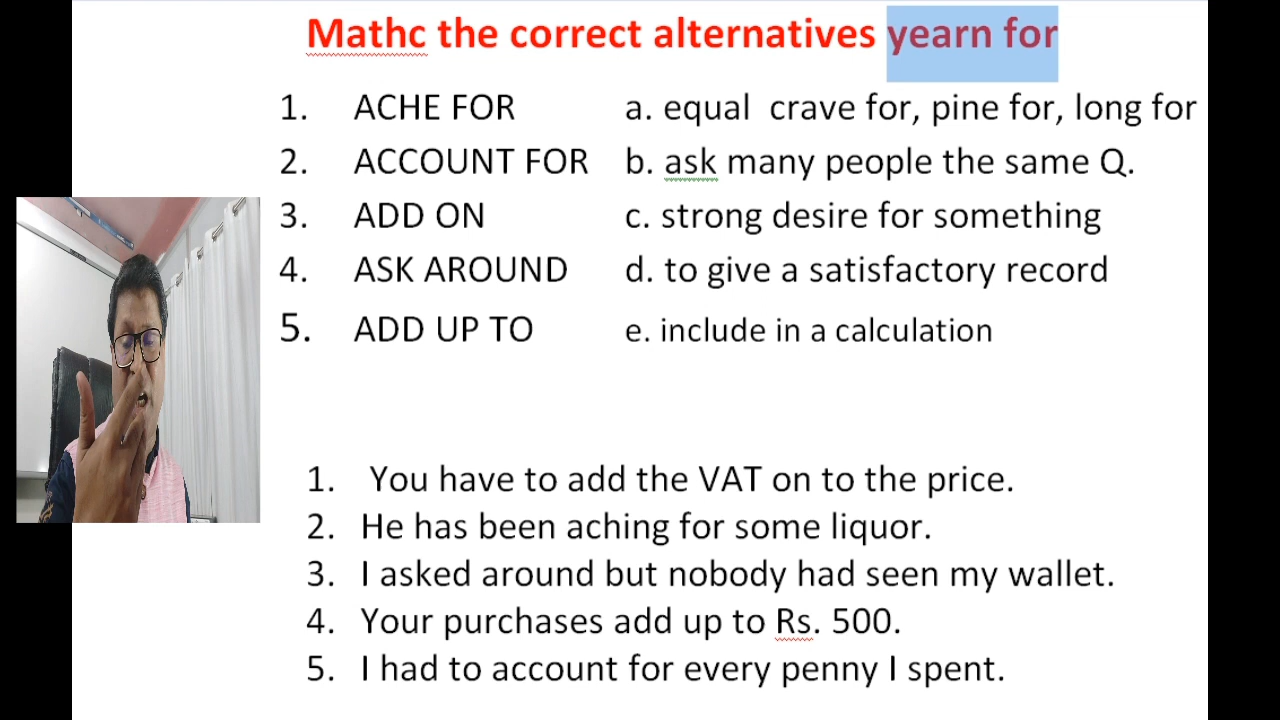 Mathc the correct alternatives yearn for
1. ACHE FOR a. equal crave for, pine for, long for
2. ACCOUNT FOR b. ask many people the same Q.
3. ADD ON c. strong desire for something
4. ASK AROUND d. to give a satisfactory record
5. ADD UP TO e. include in a calculation
1. You have to add the VAT on to the price.
2. He has been aching for some liquor.
3. I asked around but nobody had seen my wallet.
4. Your purchases add up to Rs. 500.
5. I had to account for every penny I spent.